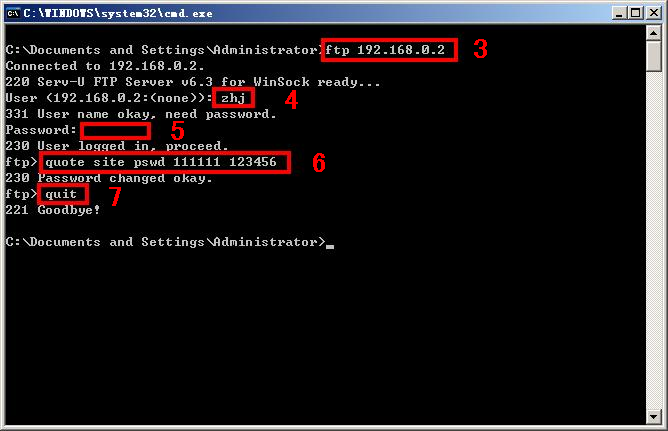 C:\WINDOWS\system32\cmd.exe
C:\Documents and Settings\Administrator>ftp 192.168.0.2 3
Connected to 192.168.0.2.
220 Serv-U FTP Server v6.3 for WinSock ready...
User (192.168.0.2:(none)): zhj 4
331 User name okay, need password.
Password: 5
230 User logged in, proceed.
ftp> quote site pswd 111111 123456 6
230 Password changed okay.
ftp> quit 7
221 Goodbye!
C:\Documents and Settings\Administrator>_